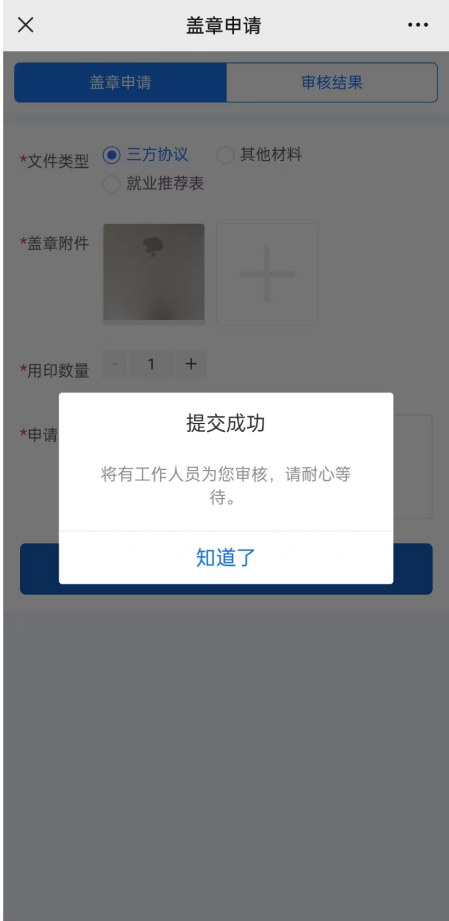 盖章申请
盖章申请
审核结果
*文件类型
三方协议
其他材料
就业推荐表
*盖章附件
*用印数量
- 1 +
*申请
提交成功
将有工作人员为您审核，请耐心等
待。
知道了